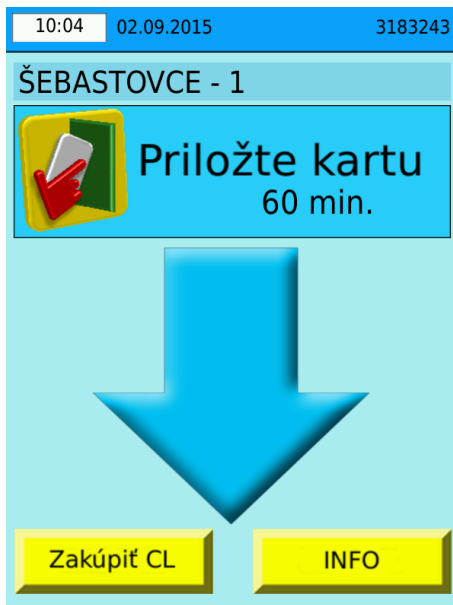 10:04 02.09.2015 3183243
ŠEBASTOVCE - 1
Priložte kartu
60 min.
Zakúpiť CL INFO